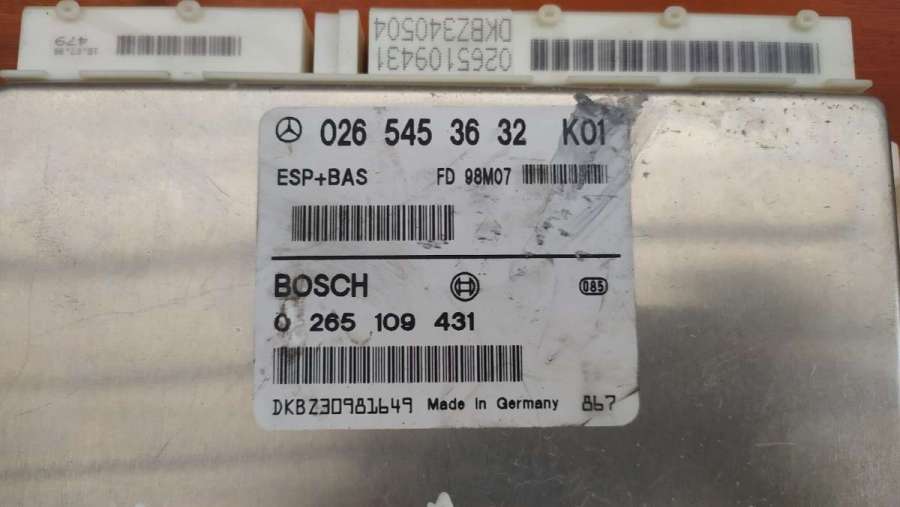 479
DKBZ340504
0265109431
026 545 36 32 K01
ESP+BAS FD 98M07
BOSCH 085
0 265 109 431
DKBZ30981649 Made in Germany 867